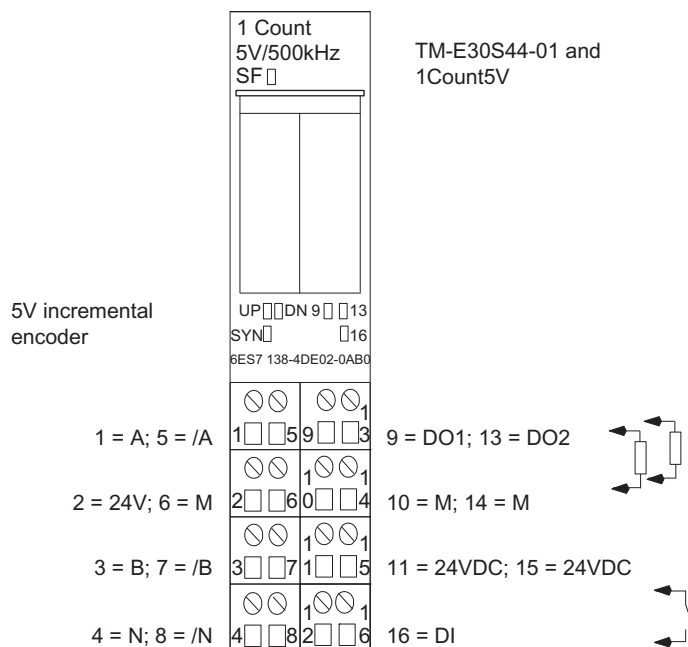 1 Count
5V/500kHz
SF
TM-E30S44-01 and
1Count5V
5V incremental
encoder
UP DN 9 13
SYN 16
6ES7 138-4DE02-0AB0
1 = A; 5 = /A
1 5 9 13
9 = DO1; 13 = DO2
2 = 24V; 6 = M
2 6 10 14
10 = M; 14 = M
3 = B; 7 = /B
3 7 11 15
11 = 24VDC; 15 = 24VDC
4 = N; 8 = /N
4 8 12 16
16 = DI